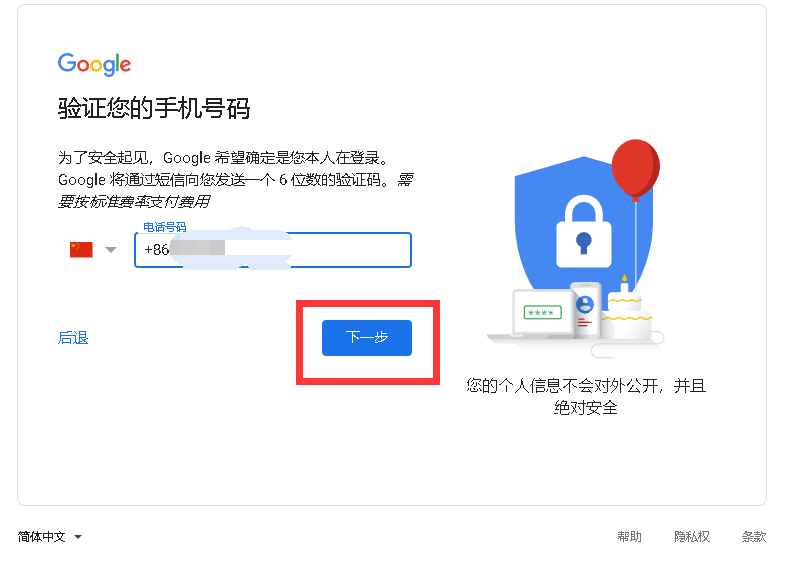 Google
验证您的手机号码
为了安全起见，Google 希望确定是您本人在登录。
Google 将通过短信向您发送一个 6 位数的验证码。需
要按标准费率支付费用
电话号码
+86
后退
下一步
****
您的个人信息不会对外公开，并且
绝对安全
简体中文
帮助
隐私权
条款